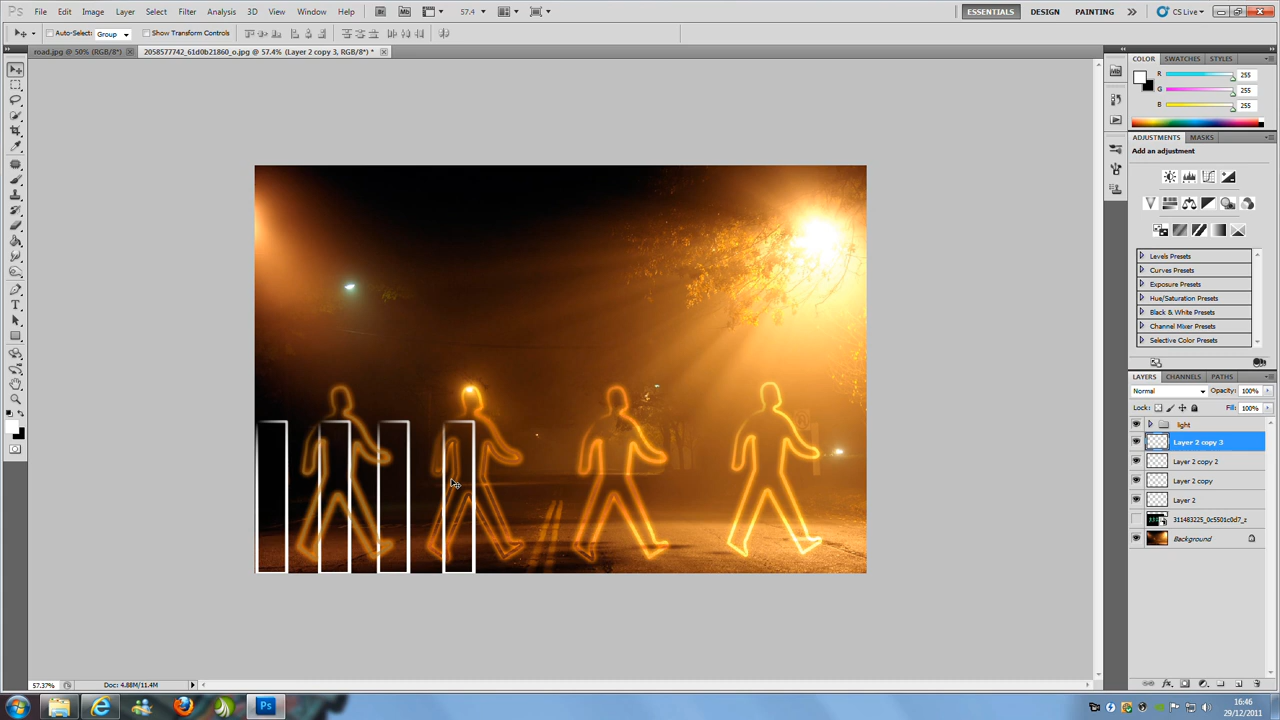 Ps File Edit Image Layer Select Filter Analysis 3D View Window Help Br Mb 57.4 ESSENTIALS DESIGN PAINTING CS Live
Auto-Select: Group Show Transform Controls
road.jpg @ 50% (RGB/8*) 2058577742_61d0b21860_o.jpg @ 57.4% (Layer 2 copy 3, RGB/8*) *
COLOR SWATCHES STYLES
R 255
G 255
B 255
ADJUSTMENTS MASKS
Add an adjustment
Levels Presets
Curves Presets
Exposure Presets
Hue/Saturation Presets
Black & White Presets
Channel Mixer Presets
Selective Color Presets
LAYERS CHANNELS PATHS
Normal Opacity: 100%
Lock: Fill: 100%
light
Layer 2 copy 3
Layer 2 copy 2
Layer 2 copy
Layer 2
311483225_0c5501c0d7_z
Background
57.37% Doc: 4.88M/11.4M
Ps
16:46
29/12/2011